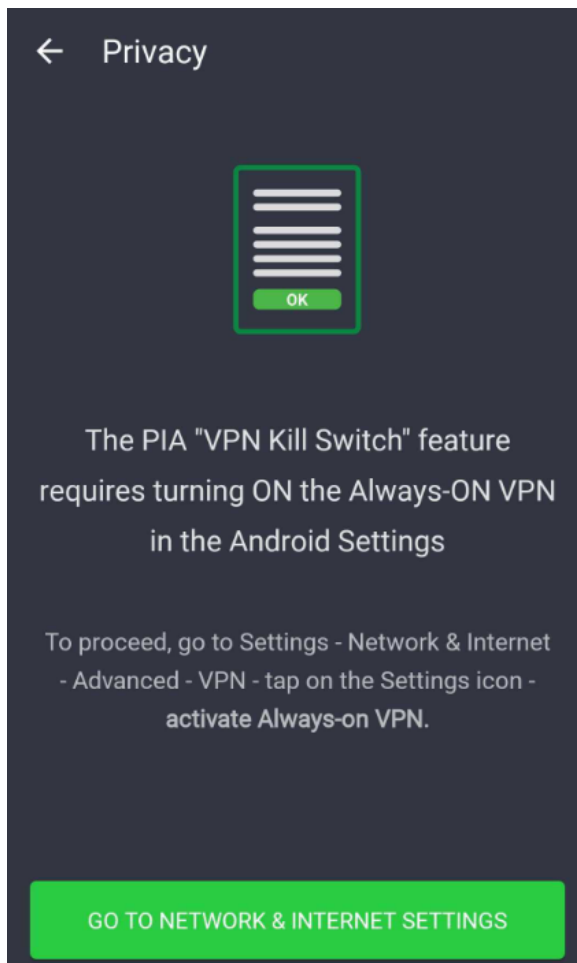 Privacy
OK
The PIA "VPN Kill Switch" feature
requires turning ON the Always-ON VPN
in the Android Settings
To proceed, go to Settings - Network & Internet
- Advanced - VPN - tap on the Settings icon -
activate Always-on VPN.
GO TO NETWORK & INTERNET SETTINGS